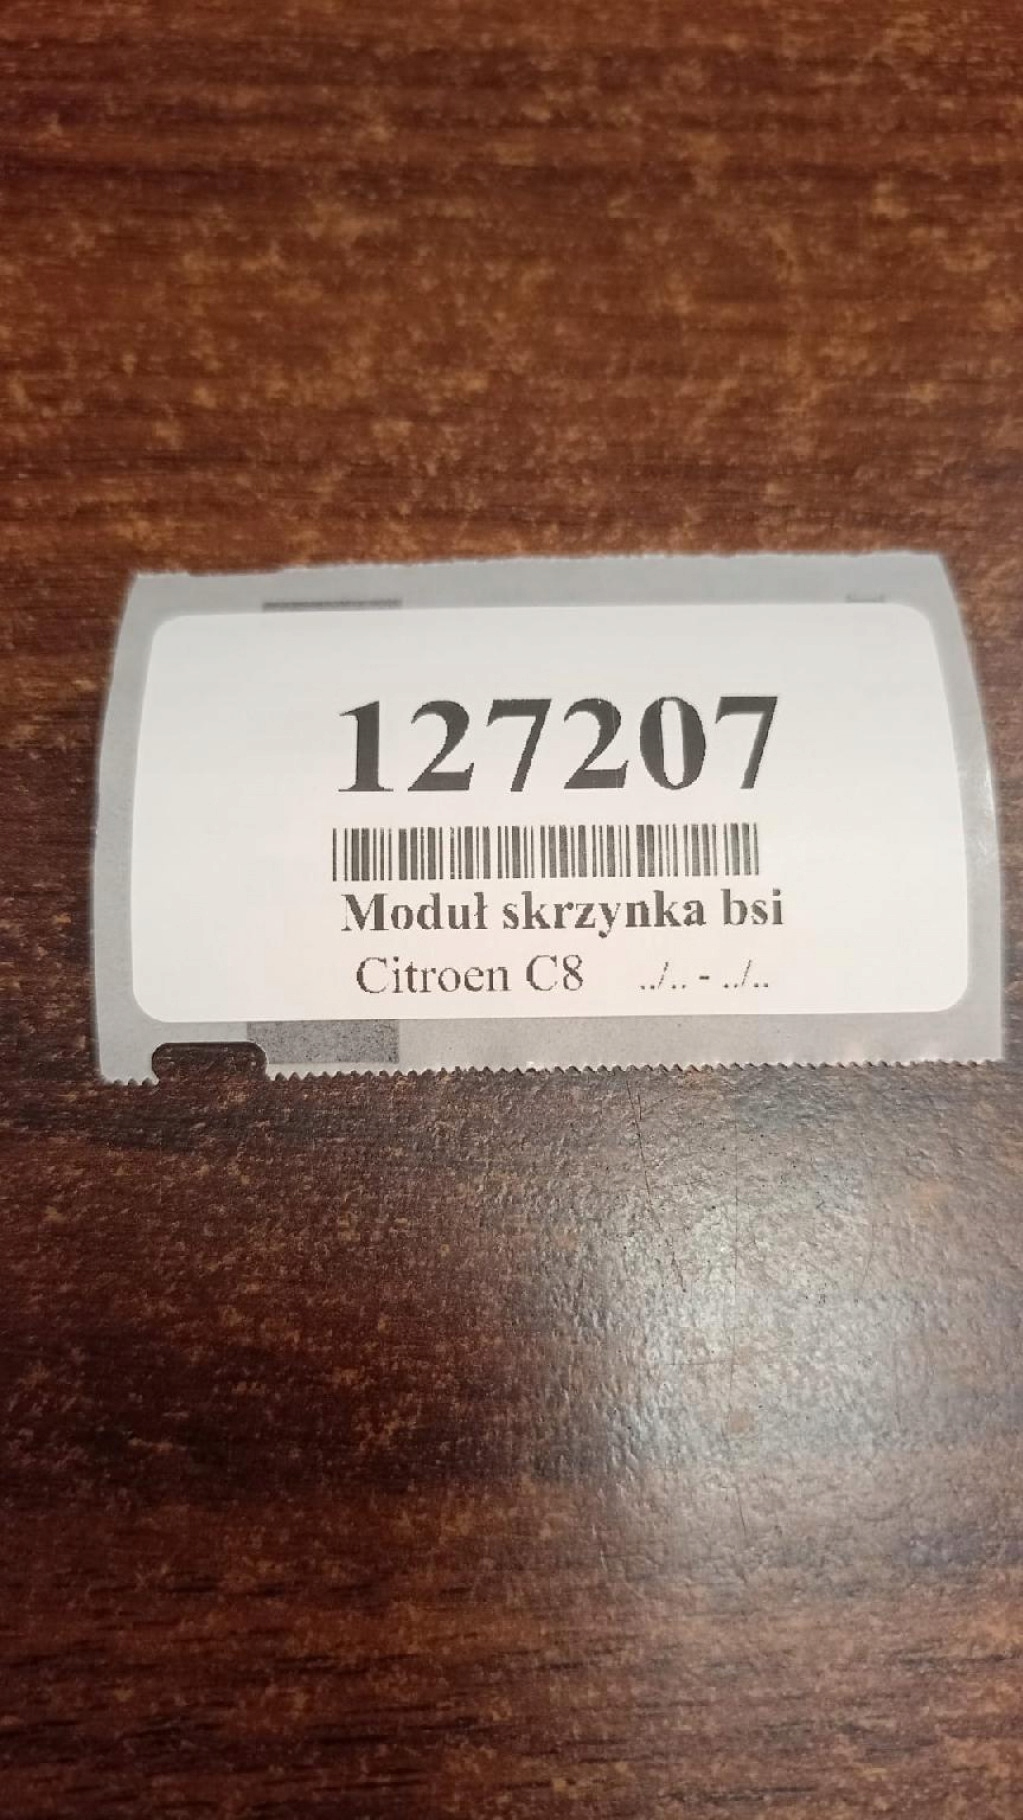 127207
Moduł skrzynka bsi
Citroen C8 ../.. - ../..